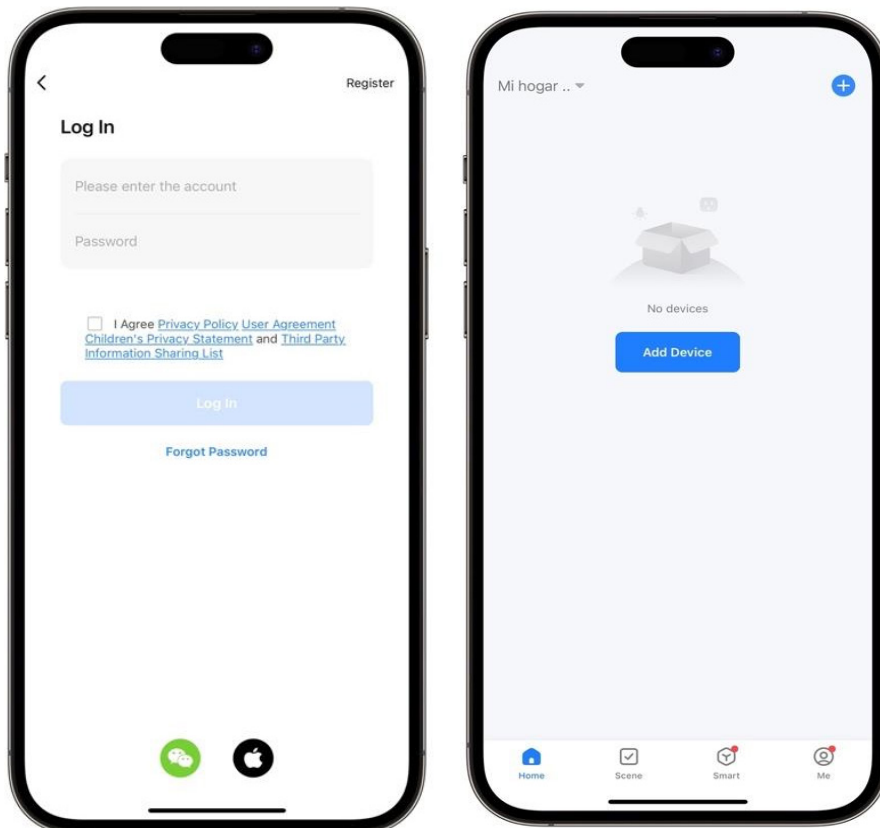 Register
Log In
Please enter the account
Password
I Agree Privacy Policy User Agreement
Children's Privacy Statement and Third Party
Information Sharing List
Log In
Forgot Password
Mi hogar ..
No devices
Add Device
Home
Scene
Smart
Me